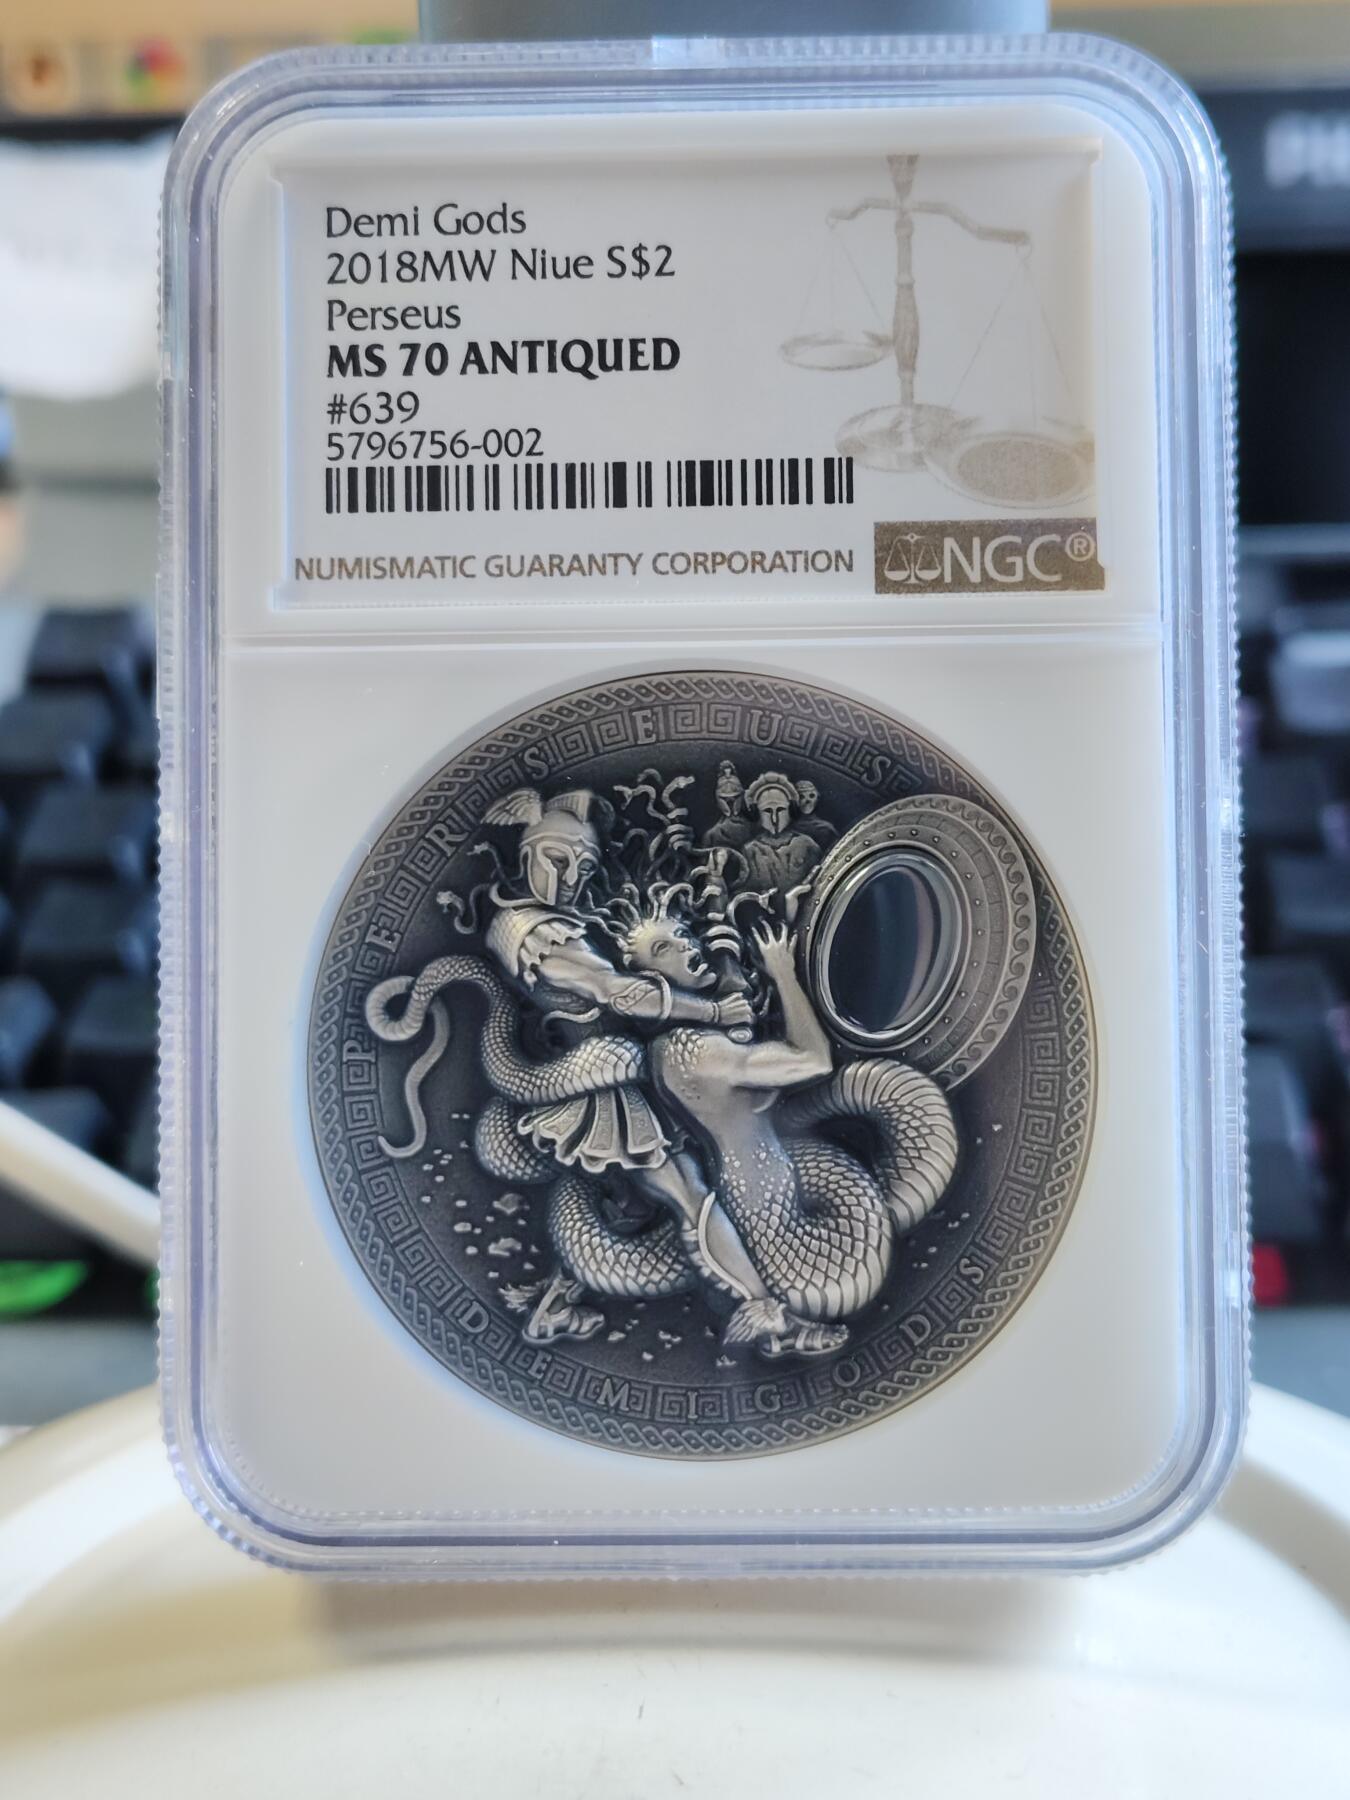 Demi Gods
2018MW Niue S$2
Perseus
MS 70 ANTIQUED
#639
5796756-002
NUMISMATIC GUARANTY CORPORATION
NGC®
PERSEUS
DEMIGODS